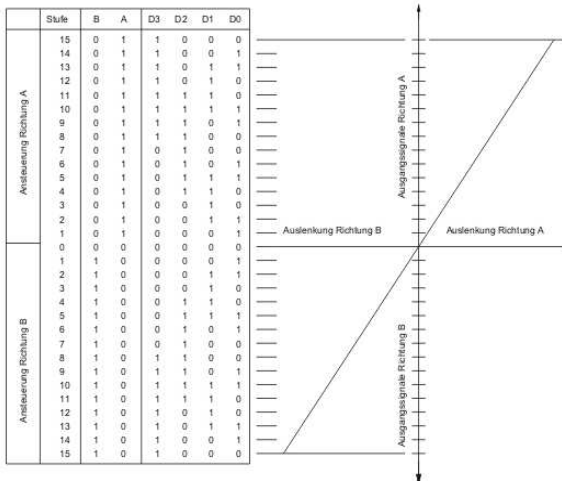 Stufe B A D3 D2 D1 D0
15 0 1 1 0 0 0
14 0 1 1 0 0 1
13 0 1 1 0 1 1
12 0 1 1 0 1 0
11 0 1 1 1 1 0
10 0 1 1 1 1 1
9 0 1 1 1 0 1
8 0 1 1 1 0 0
7 0 1 0 1 0 0
6 0 1 0 1 0 1
5 0 1 0 1 1 1
4 0 1 0 1 1 0
3 0 1 0 0 1 0
2 0 1 0 0 1 1
1 0 1 0 0 0 1
0 0 0 0 0 0 0
1 1 0 0 0 0 1
2 1 0 0 0 1 1
3 1 0 0 0 1 0
4 1 0 0 1 1 0
5 1 0 0 1 1 1
6 1 0 0 1 0 1
7 1 0 0 1 0 0
8 1 0 1 1 0 0
9 1 0 1 1 0 1
10 1 0 1 1 1 1
11 1 0 1 1 1 0
12 1 0 1 0 1 0
13 1 0 1 0 1 1
14 1 0 1 0 0 1
15 1 0 1 0 0 0
Ansteuerung Richtung A
Ansteuerung Richtung B
Ausgangssignale Richtung A
Auslenkung Richtung B
Auslenkung Richtung A
Ausgangssignale Richtung B